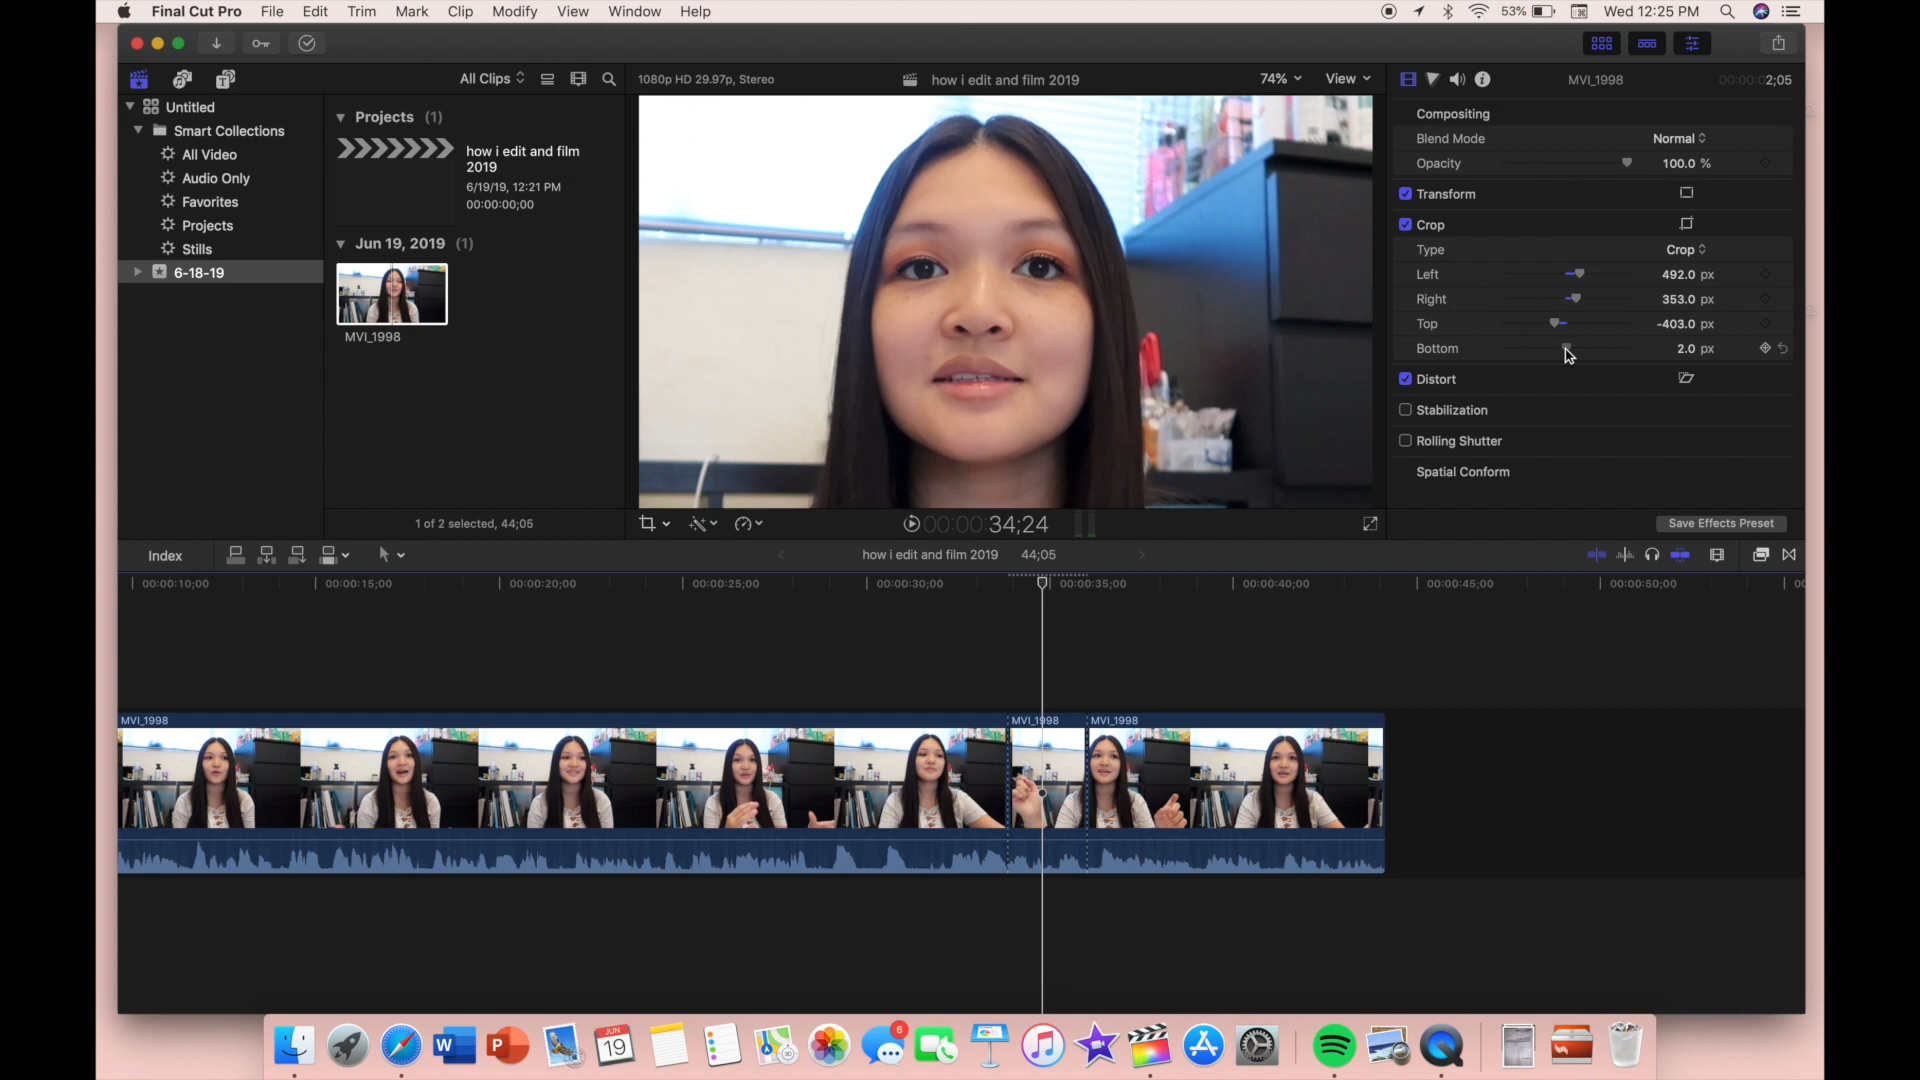 Final Cut Pro File Edit Trim Mark Clip Modify View Window Help 53% Wed 12:25 PM
All Clips 1080p HD 29.97p, Stereo how i edit and film 2019 74% View MVI_1998 00:00:02;05
Untitled
Smart Collections
All Video
Audio Only
Favorites
Projects
Stills
6-18-19
Projects (1)
how i edit and film
2019
6/19/19, 12:21 PM
00:00:00;00
Jun 19, 2019 (1)
MVI_1998
1 of 2 selected, 44;05
Compositing
Blend Mode Normal
Opacity 100.0 %
Transform
Crop
Type Crop
Left 492.0 px
Right 353.0 px
Top -403.0 px
Bottom 2.0 px
Distort
Stabilization
Rolling Shutter
Spatial Conform
Save Effects Preset
00:00:34;24
Index how i edit and film 2019 44;05
00:00:10;00 00:00:15;00 00:00:20;00 00:00:25;00 00:00:30;00 00:00:35;00 00:00:40;00 00:00:45;00 00:00:50;00 00
MVI_1998 MVI_1998 MVI_1998
W P JUN 19 3D 6